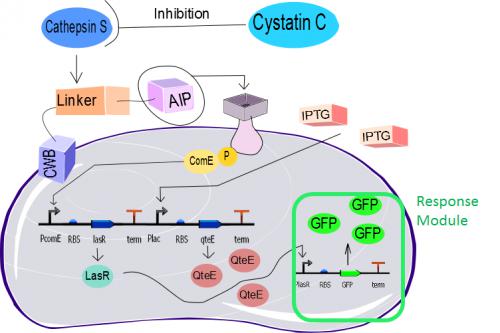 Inhibition
Cathepsin S
Cystatin C
Linker
AIP
IPTG
IPTG
CWB
ComE
P
GFP
GFP
GFP
Response
Module
PcomE RBS lasR term Plac RBS qteE term
LasR
QteE
QteE
QteE
PlasR RBS GFP term